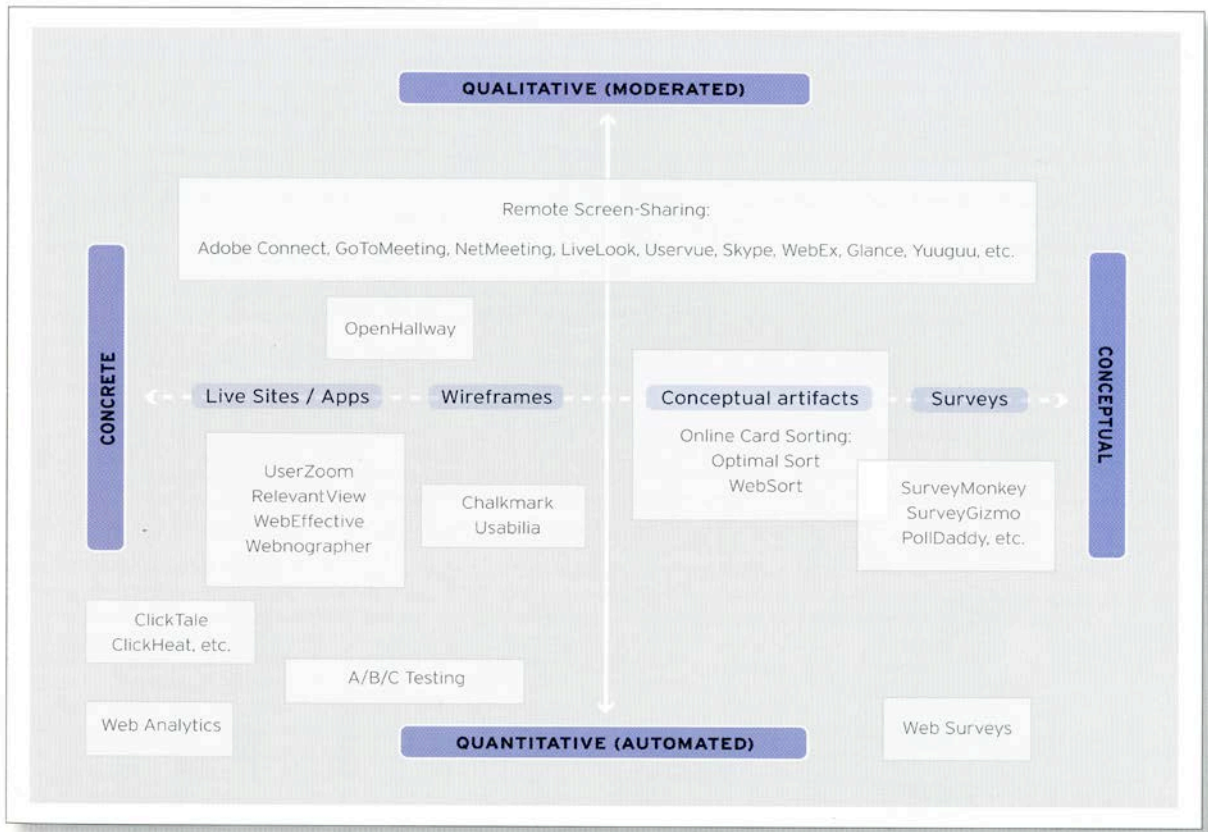 QUALITATIVE (MODERATED)
Remote Screen-Sharing:
Adobe Connect, GoToMeeting, NetMeeting, LiveLook, Uservue, Skype, WebEx, Glance, Yuuguu, etc.
OpenHallway
CONCRETE
CONCEPTUAL
Live Sites / Apps
Wireframes
Conceptual artifacts
Surveys
Online Card Sorting:
Optimal Sort
WebSort
UserZoom
RelevantView
WebEffective
Webnographer
Chalkmark
Usabilia
SurveyMonkey
SurveyGizmo
PollDaddy, etc.
ClickTale
ClickHeat, etc.
A/B/C Testing
Web Analytics
QUANTITATIVE (AUTOMATED)
Web Surveys